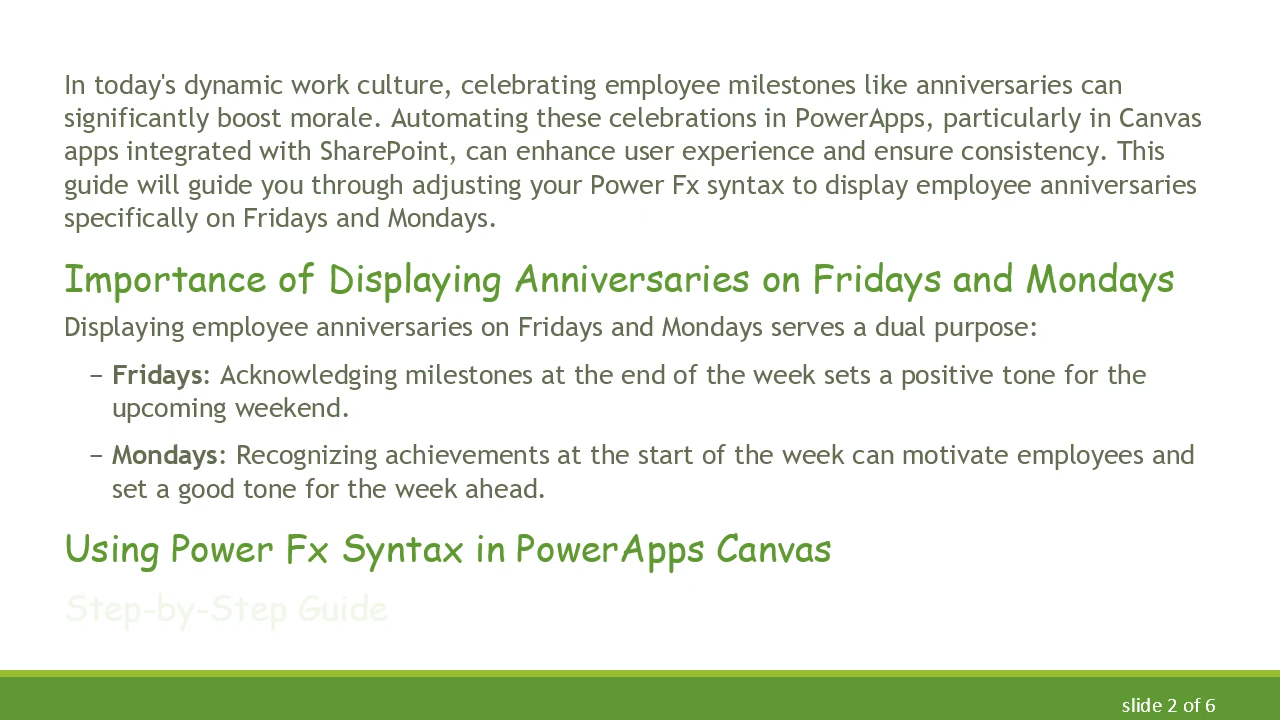 In today's dynamic work culture, celebrating employee milestones like anniversaries can
significantly boost morale. Automating these celebrations in PowerApps, particularly in Canvas
apps integrated with SharePoint, can enhance user experience and ensure consistency. This
guide will guide you through adjusting your Power Fx syntax to display employee anniversaries
specifically on Fridays and Mondays.
Importance of Displaying Anniversaries on Fridays and Mondays
Displaying employee anniversaries on Fridays and Mondays serves a dual purpose:
– Fridays: Acknowledging milestones at the end of the week sets a positive tone for the
upcoming weekend.
– Mondays: Recognizing achievements at the start of the week can motivate employees and
set a good tone for the week ahead.
Using Power Fx Syntax in PowerApps Canvas
Step-by-Step Guide
slide 2 of 6